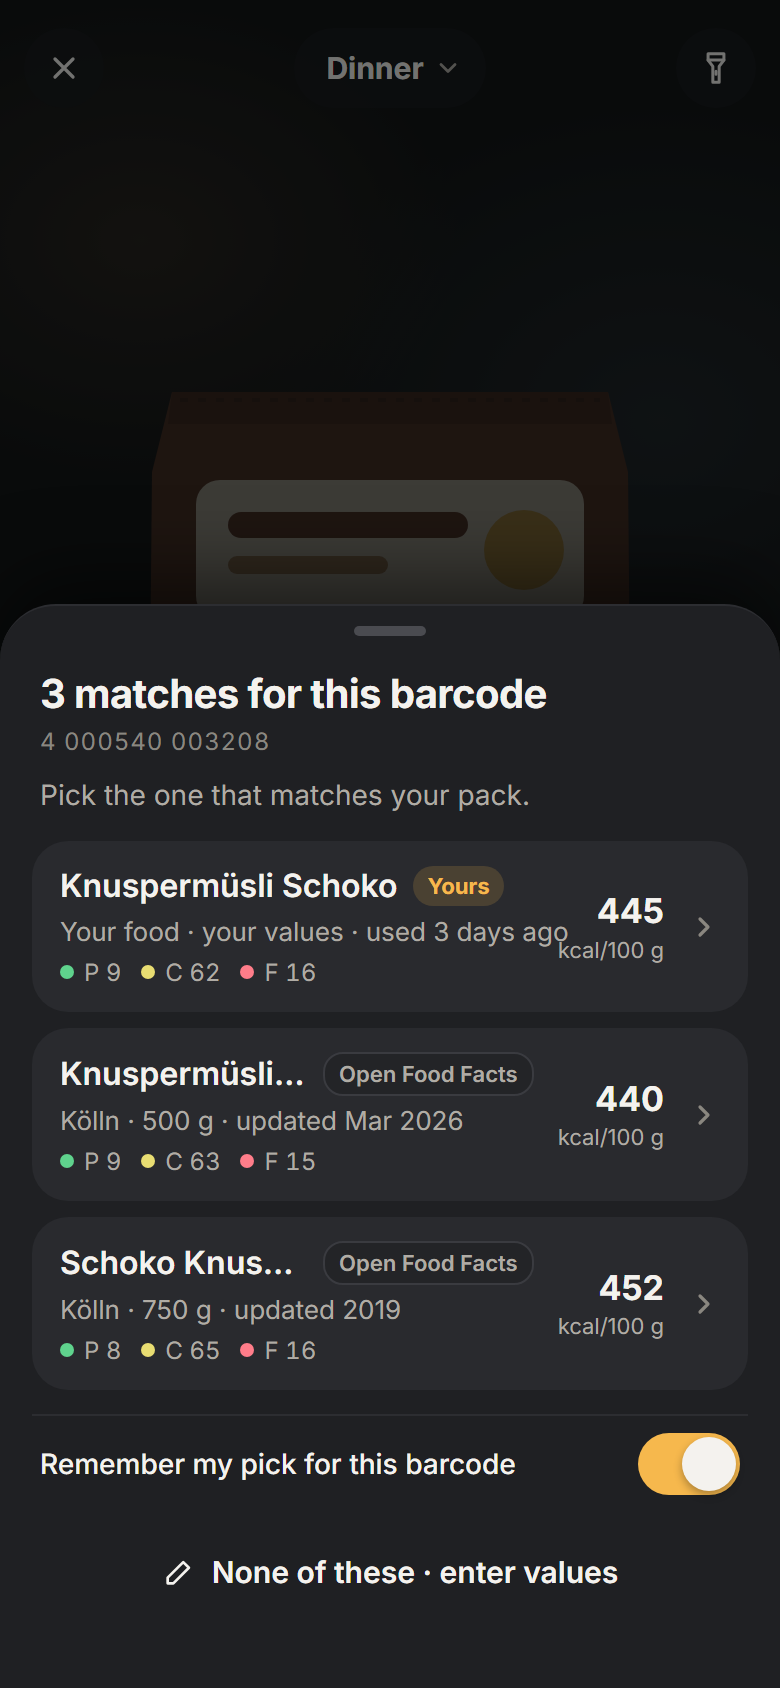 Dinner
3 matches for this barcode
4 000540 003208
Pick the one that matches your pack.
Knuspermüsli Schoko Yours
445
Your food · your values · used 3 days ago
kcal/100 g
P 9 C 62 F 16
Knuspermüsli... Open Food Facts
440
Kölln · 500 g · updated Mar 2026
kcal/100 g
P 9 C 63 F 15
Schoko Knus... Open Food Facts
452
Kölln · 750 g · updated 2019
kcal/100 g
P 8 C 65 F 16
Remember my pick for this barcode
None of these · enter values